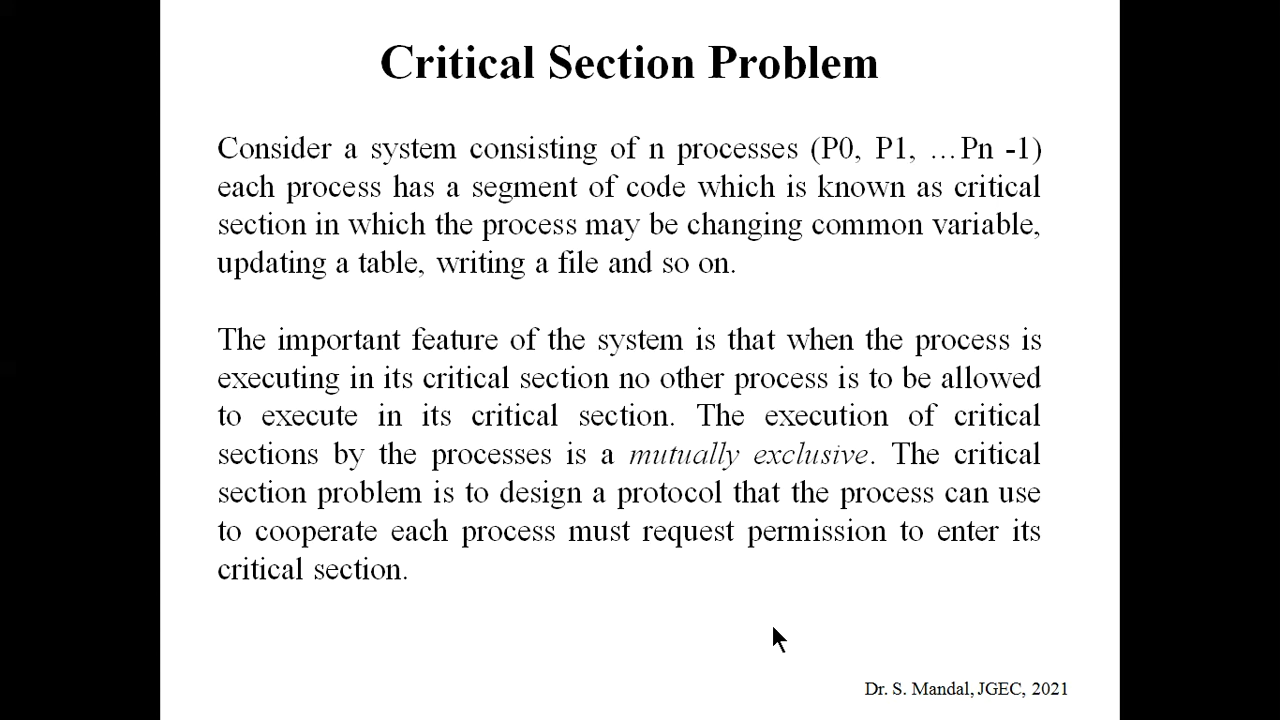 Critical Section Problem
Consider a system consisting of n processes (P0, P1, …Pn -1)
each process has a segment of code which is known as critical
section in which the process may be changing common variable,
updating a table, writing a file and so on.
The important feature of the system is that when the process is
executing in its critical section no other process is to be allowed
to execute in its critical section. The execution of critical
sections by the processes is a mutually exclusive. The critical
section problem is to design a protocol that the process can use
to cooperate each process must request permission to enter its
critical section.
Dr. S. Mandal, JGEC, 2021